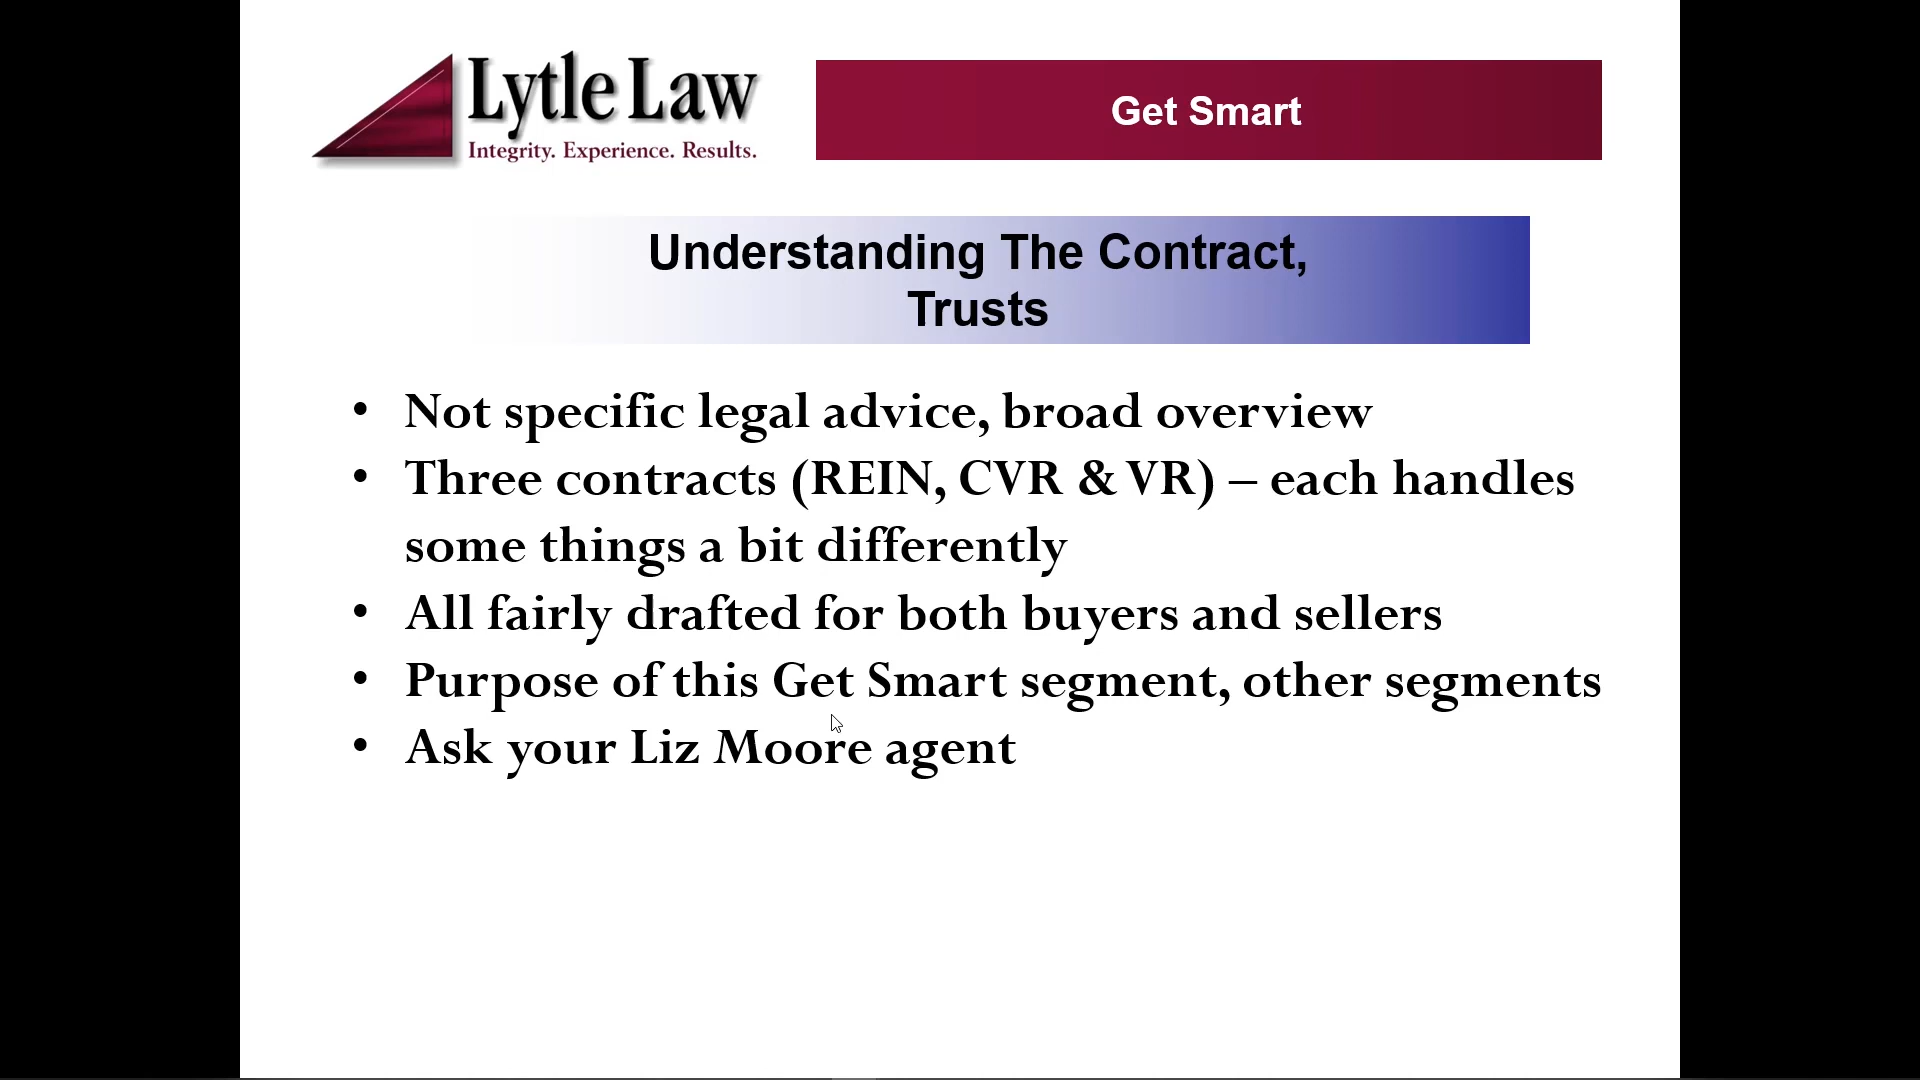 Lytle Law
Integrity. Experience. Results.
Get Smart
Understanding The Contract,
Trusts
• Not specific legal advice, broad overview
• Three contracts (REIN, CVR & VR) – each handles
some things a bit differently
• All fairly drafted for both buyers and sellers
• Purpose of this Get Smart segment, other segments
• Ask your Liz Moore agent